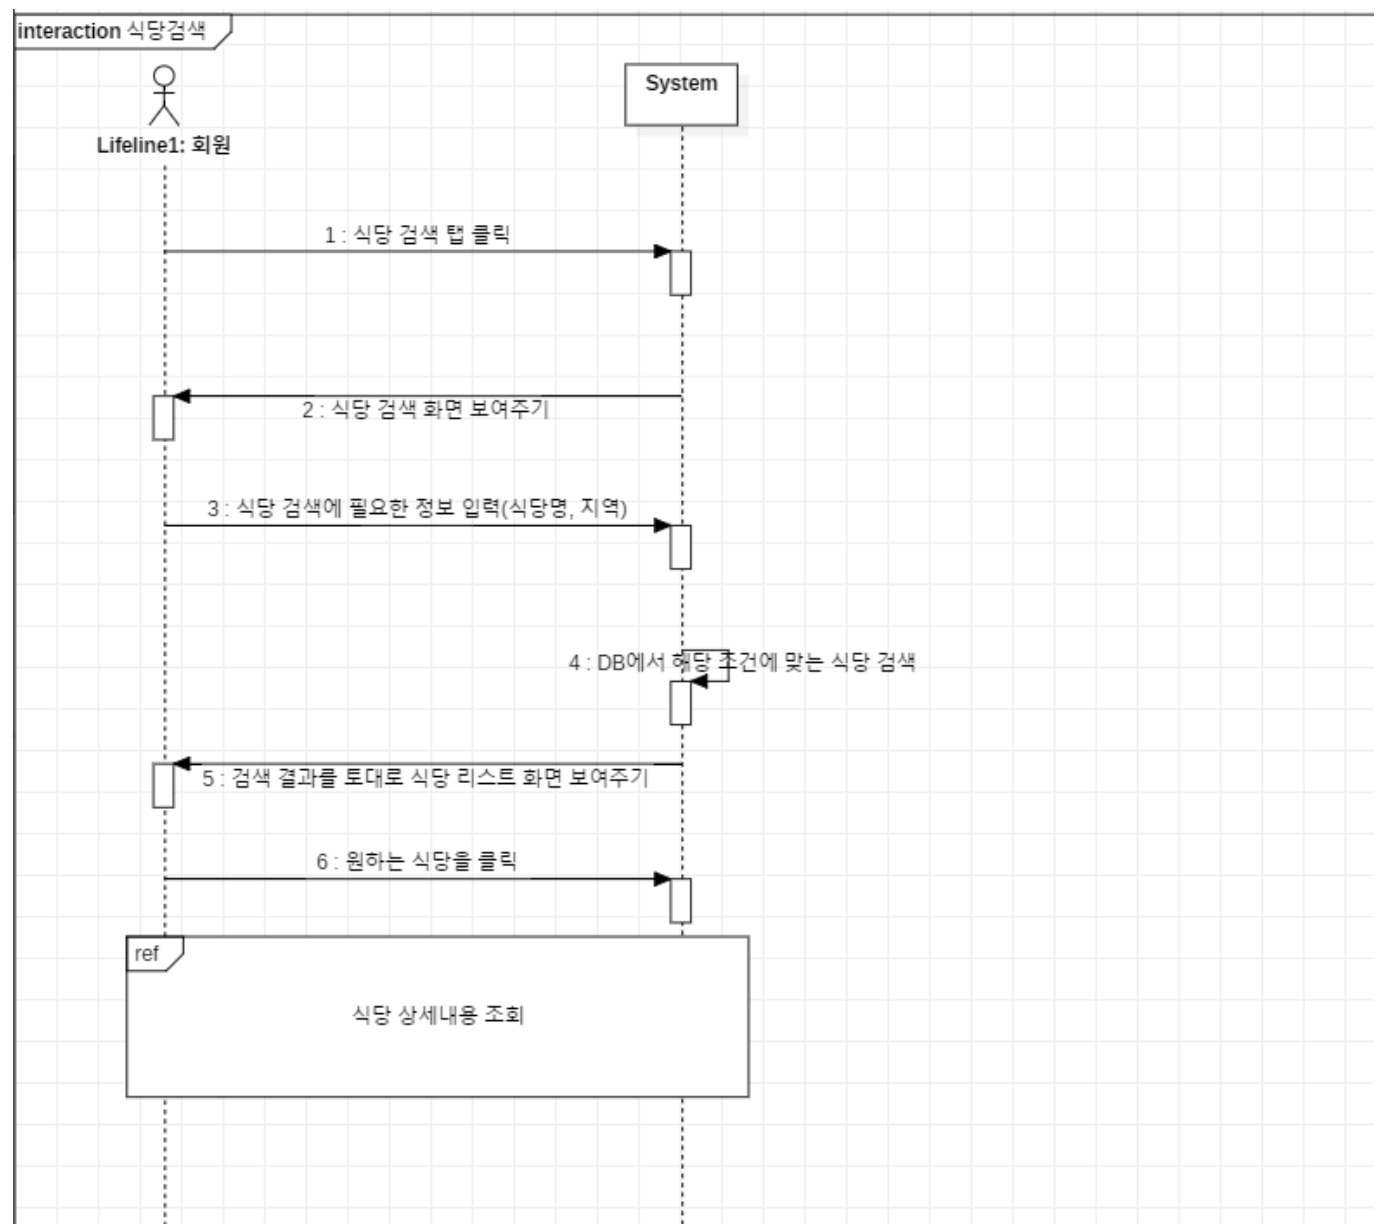 interaction 식당검색
System
Lifeline1: 회원
1 : 식당 검색 탭 클릭
2 : 식당 검색 화면 보여주기
3 : 식당 검색에 필요한 정보 입력(식당명, 지역)
4 : DB에서 해당 조건에 맞는 식당 검색
5 : 검색 결과를 토대로 식당 리스트 화면 보여주기
6 : 원하는 식당을 클릭
ref
식당 상세내용 조회